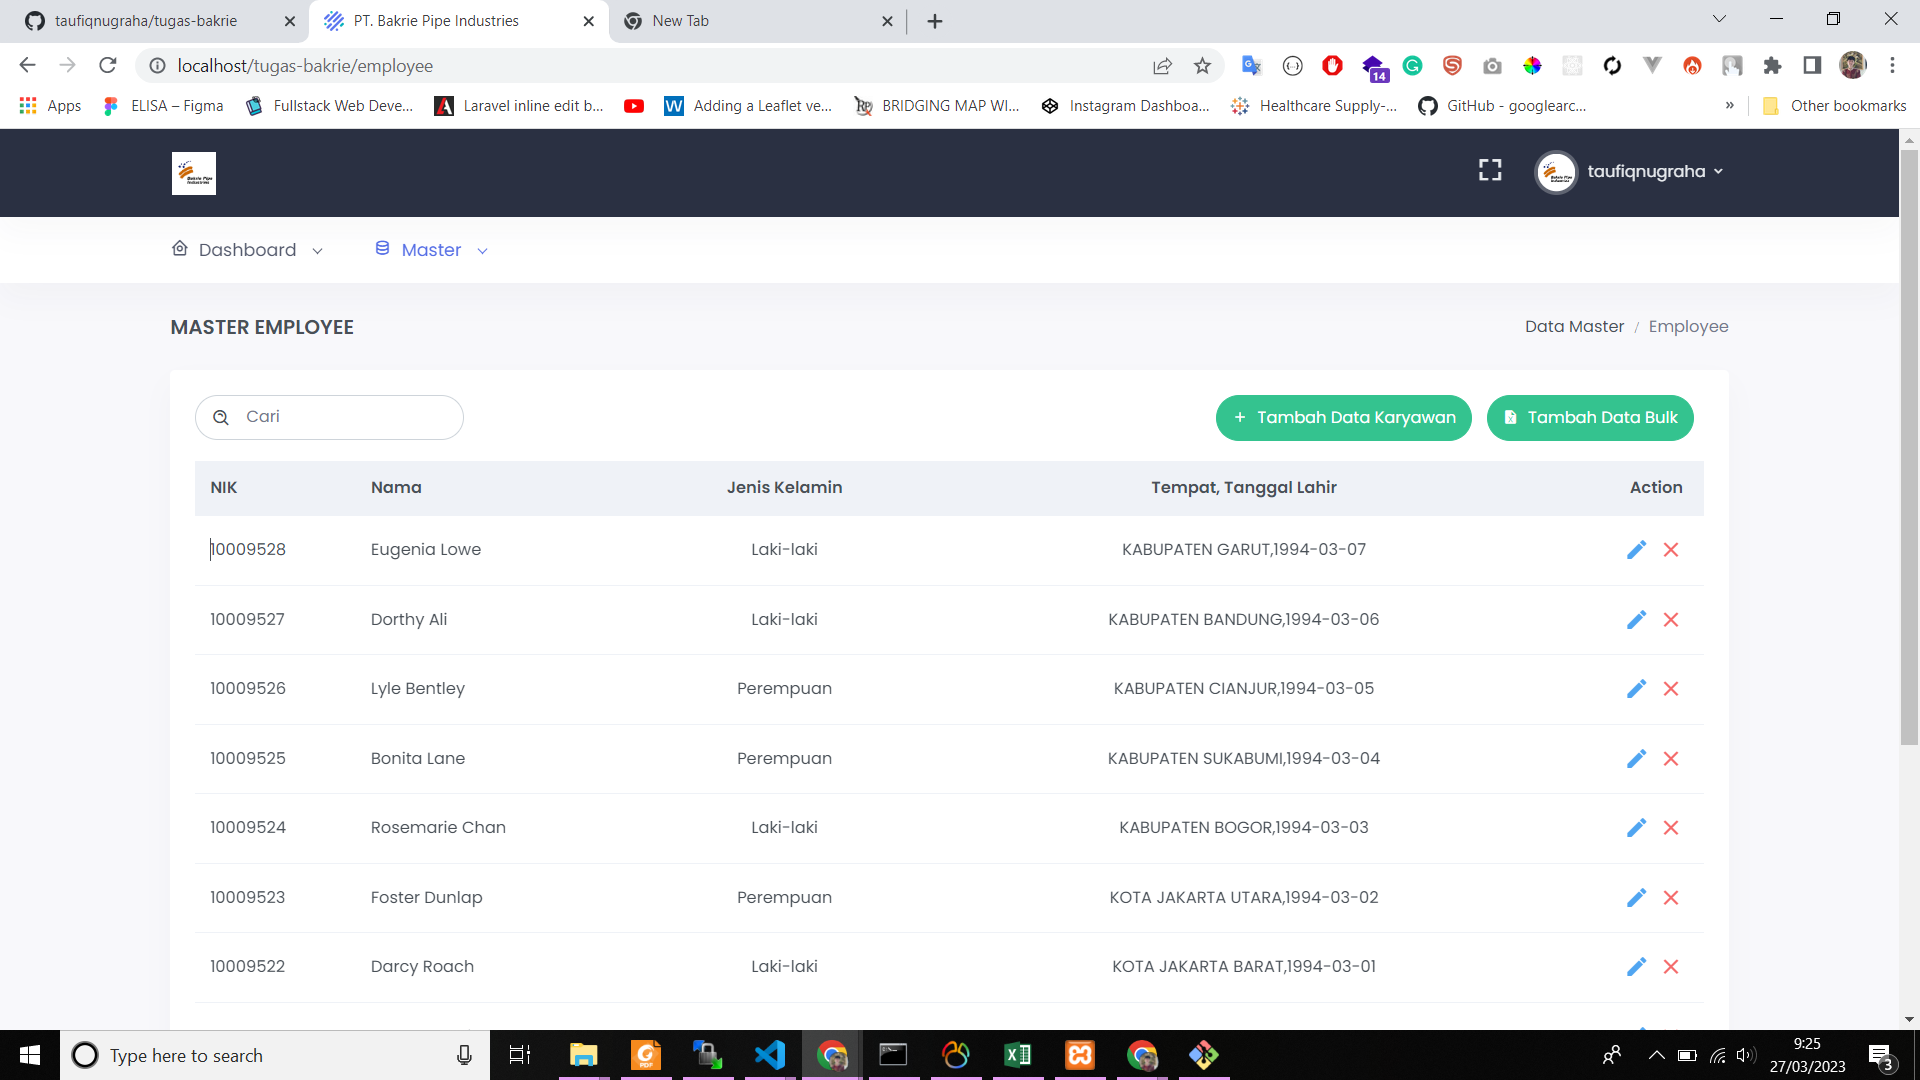 taufiqnugraha/tugas-bakrie
PT. Bakrie Pipe Industries
New Tab
localhost/tugas-bakrie/employee
14
Apps
ELISA – Figma
Fullstack Web Deve...
Laravel inline edit b...
Adding a Leaflet ve...
BRIDGING MAP WI...
Instagram Dashboa...
Healthcare Supply-...
GitHub - googlearc...
»
Other bookmarks
Bakrie Pipe
Industries
taufiqnugraha
Dashboard
Master
MASTER EMPLOYEE
Data Master / Employee
Cari
+ Tambah Data Karyawan
Tambah Data Bulk
NIK Nama Jenis Kelamin Tempat, Tanggal Lahir Action
10009528 Eugenia Lowe Laki-laki KABUPATEN GARUT,1994-03-07
10009527 Dorthy Ali Laki-laki KABUPATEN BANDUNG,1994-03-06
10009526 Lyle Bentley Perempuan KABUPATEN CIANJUR,1994-03-05
10009525 Bonita Lane Perempuan KABUPATEN SUKABUMI,1994-03-04
10009524 Rosemarie Chan Laki-laki KABUPATEN BOGOR,1994-03-03
10009523 Foster Dunlap Perempuan KOTA JAKARTA UTARA,1994-03-02
10009522 Darcy Roach Laki-laki KOTA JAKARTA BARAT,1994-03-01
Type here to search
PDF
9:25
27/03/2023
3